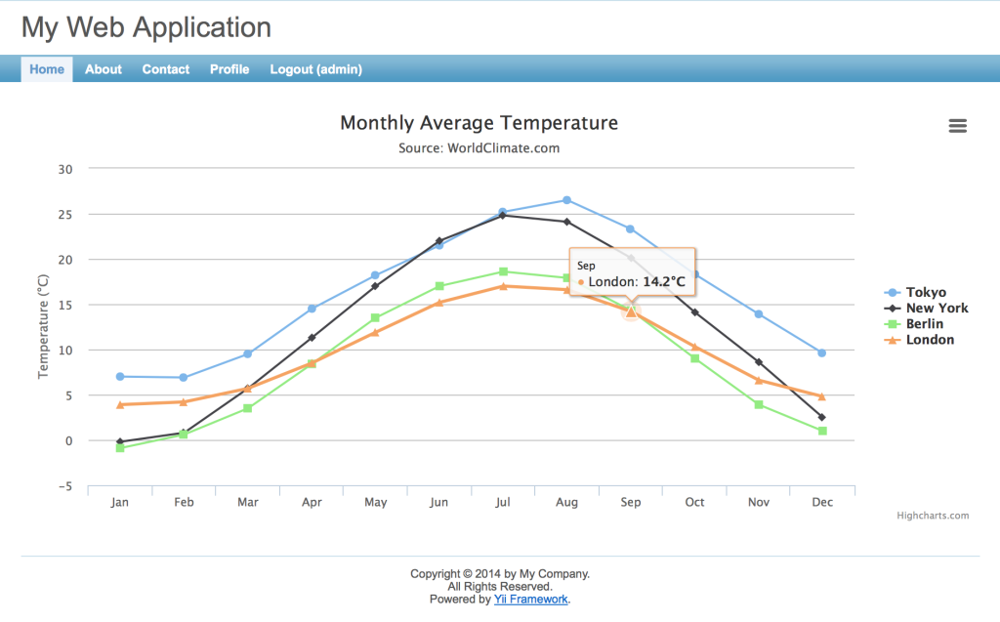 My Web Application
Home About Contact Profile Logout (admin)
Monthly Average Temperature
Source: WorldClimate.com
Temperature (°C)
30
25
20
15
10
5
0
−5
Jan Feb Mar Apr May Jun Jul Aug Sep Oct Nov Dec
Sep
London: 14.2°C
Tokyo
New York
Berlin
London
Highcharts.com
Copyright © 2014 by My Company.
All Rights Reserved.
Powered by Yii Framework.